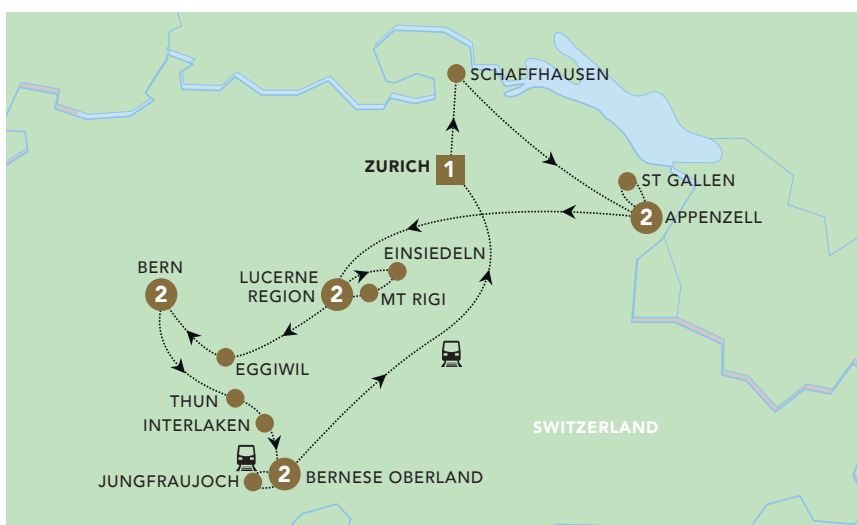 SCHAFFHAUSEN
ZURICH 1
ST GALLEN
2 APPENZELL
EINSIEDELN
BERN
2
LUCERNE
REGION 2
MT RIGI
EGGIWIL
THUN
INTERLAKEN
SWITZERLAND
JUNGFRAUJOCH
2 BERNESE OBERLAND